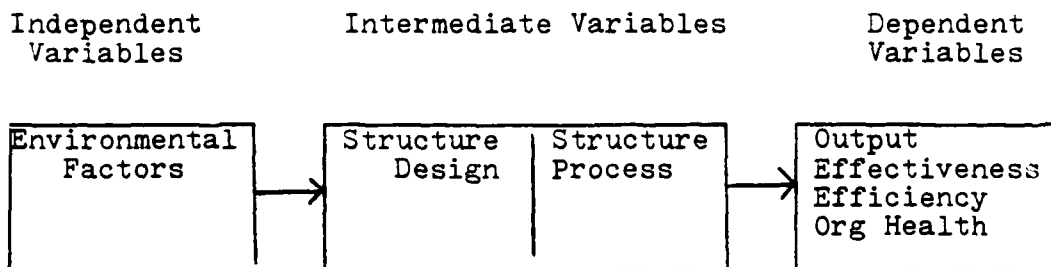 Independent Variables
Intermediate Variables
Dependent Variables
Environmental Factors
Structure Design
Structure Process
Output
Effectiveness
Efficiency
Org Health